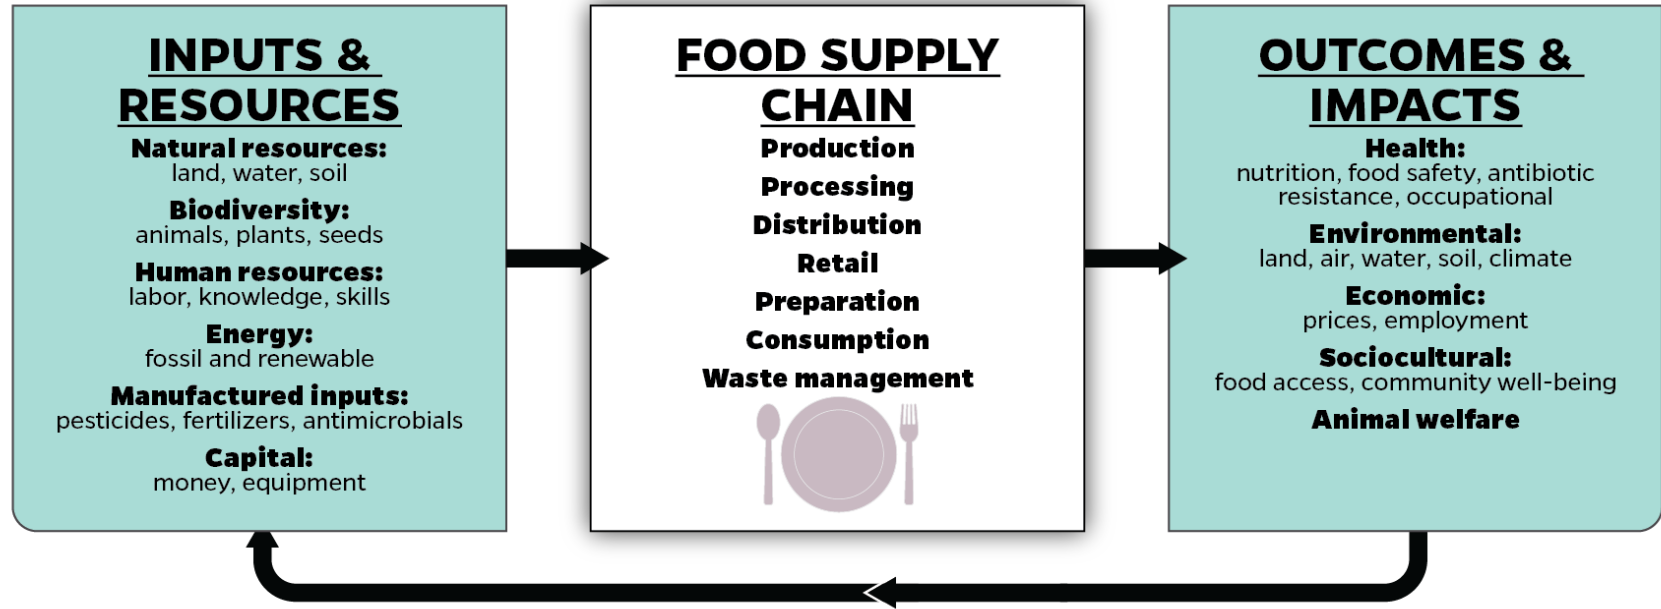 INPUTS &
RESOURCES
Natural resources:
land, water, soil
Biodiversity:
animals, plants, seeds
Human resources:
labor, knowledge, skills
Energy:
fossil and renewable
Manufactured inputs:
pesticides, fertilizers, antimicrobials
Capital:
money, equipment
FOOD SUPPLY
CHAIN
Production
Processing
Distribution
Retail
Preparation
Consumption
Waste management
OUTCOMES &
IMPACTS
Health:
nutrition, food safety, antibiotic
resistance, occupational
Environmental:
land, air, water, soil, climate
Economic:
prices, employment
Sociocultural:
food access, community well-being
Animal welfare